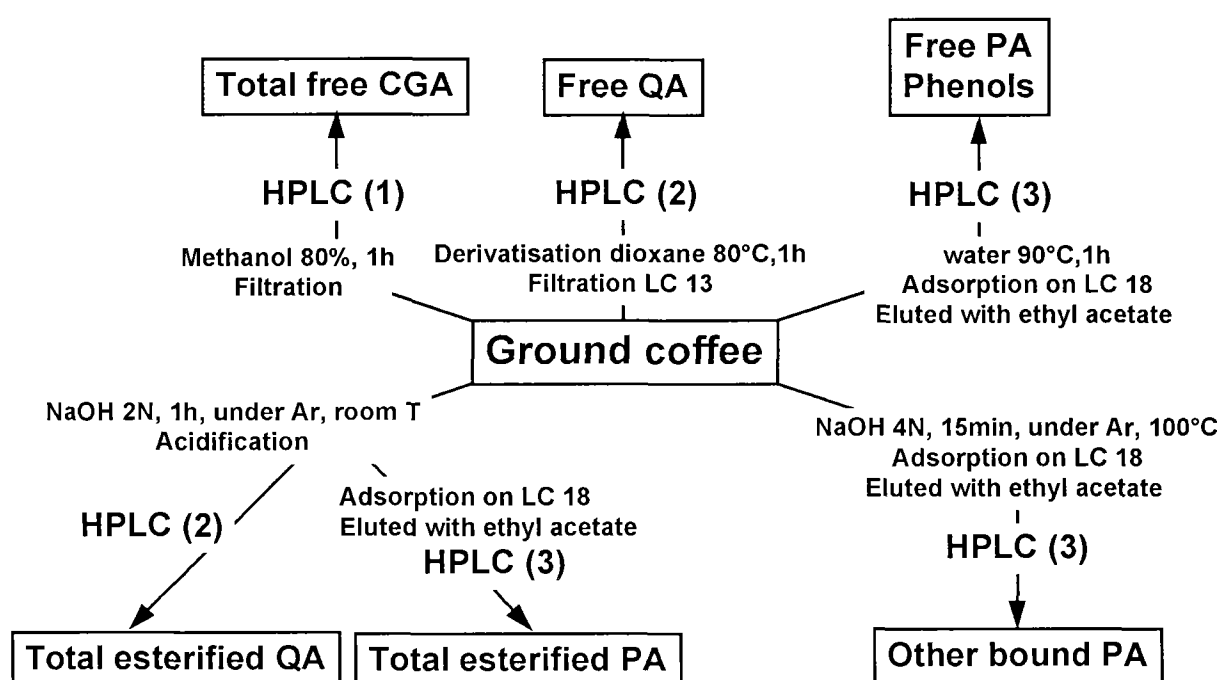 Total free CGA
Free QA
Free PA
Phenols
HPLC (1)
HPLC (2)
HPLC (3)
Methanol 80%, 1h
Filtration
Derivatisation dioxane 80°C,1h
Filtration LC 13
water 90°C,1h
Adsorption on LC 18
Eluted with ethyl acetate
Ground coffee
NaOH 2N, 1h, under Ar, room T
Acidification
HPLC (2)
Adsorption on LC 18
Eluted with ethyl acetate
HPLC (3)
NaOH 4N, 15min, under Ar, 100°C
Adsorption on LC 18
Eluted with ethyl acetate
HPLC (3)
Total esterified QA
Total esterified PA
Other bound PA